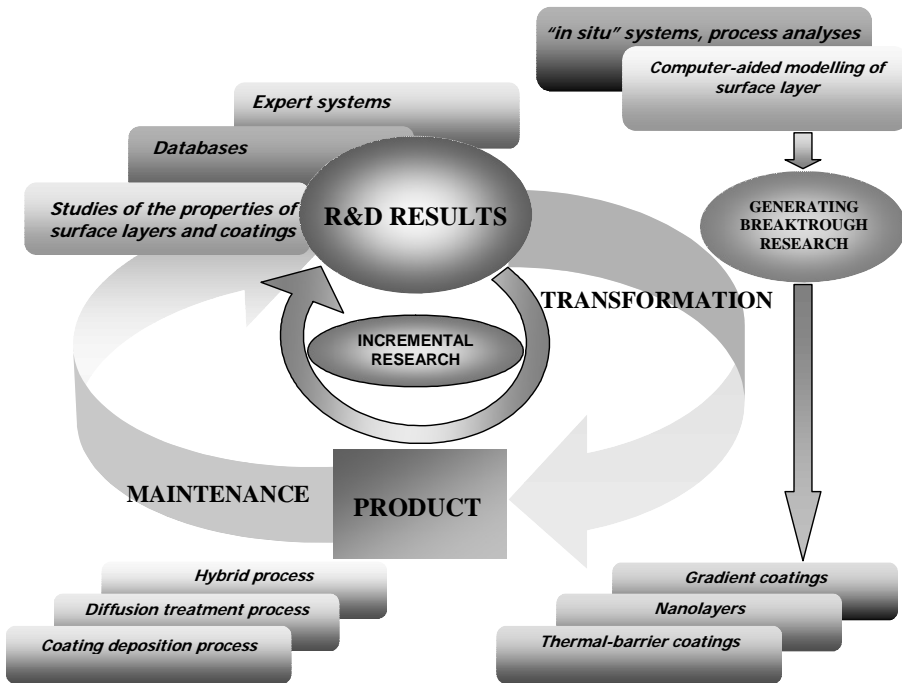 "in situ" systems, process analyses
Computer-aided modelling of
surface layer
Expert systems
Databases
Studies of the properties of
surface layers and coatings
R&D RESULTS
GENERATING
BREAKTROUGH
RESEARCH
TRANSFORMATION
INCREMENTAL
RESEARCH
MAINTENANCE
PRODUCT
Hybrid process
Diffusion treatment process
Coating deposition process
Gradient coatings
Nanolayers
Thermal-barrier coatings